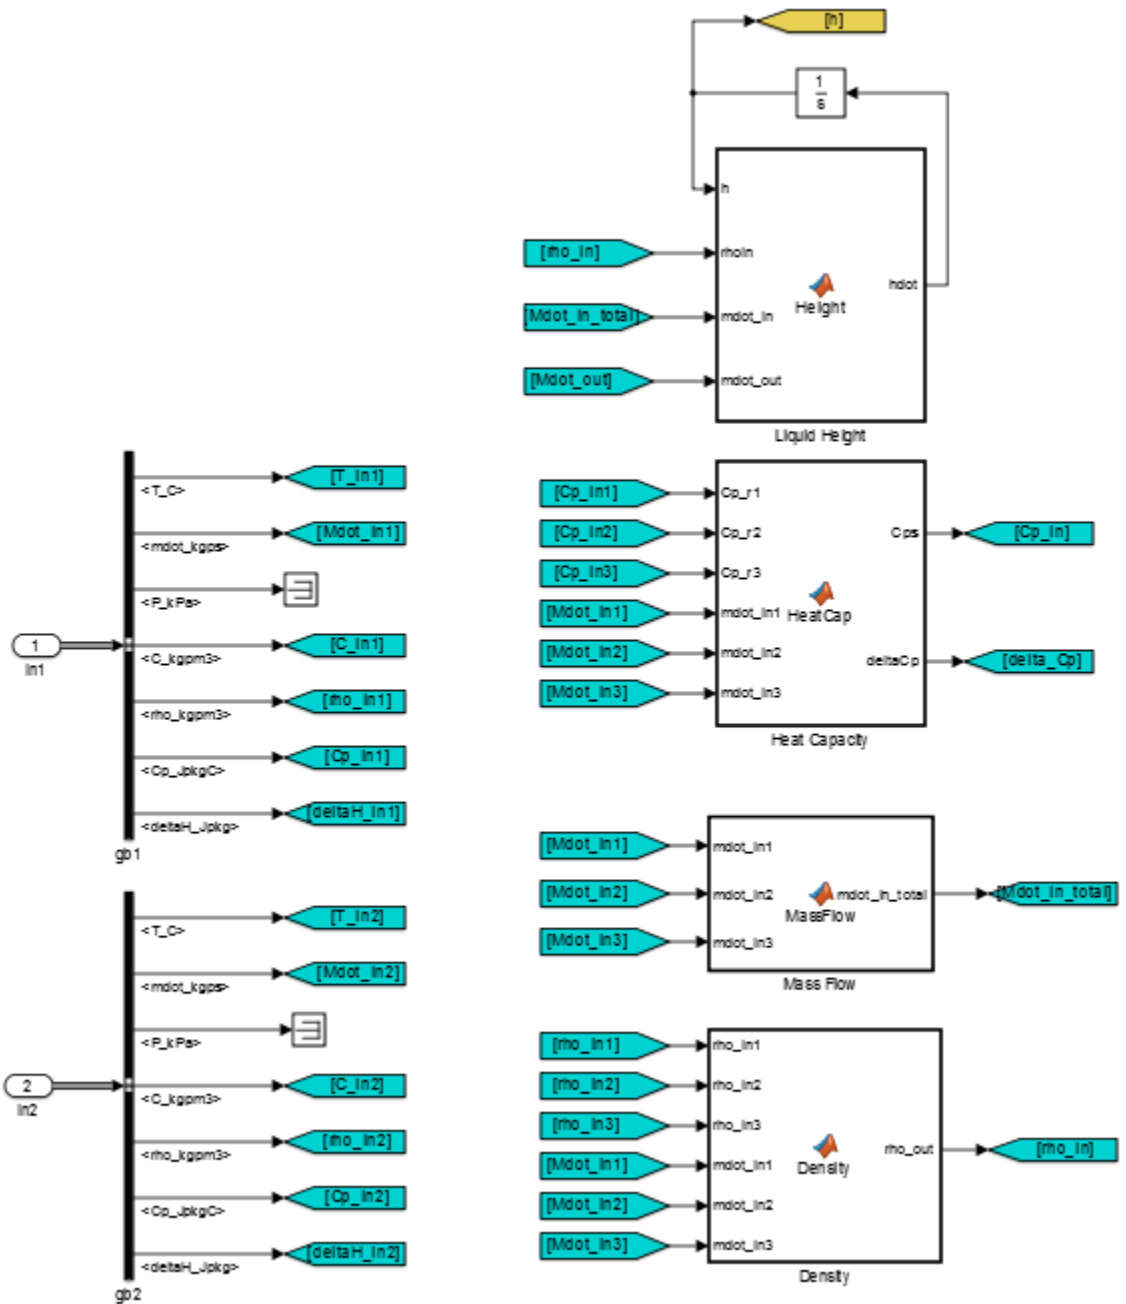 [h]
1
s
h
[rho_In]
rhoIn
hdot
[Mdot_In_total]
mdot_In
Height
[Mdot_out]
mdot_out
Liquid Height
[T_In1]
<T_C>
[Mdot_In1]
<mdot_kgps>
<P_kPa>
1
In1
[C_In1]
<C_kgpm3>
[rho_In1]
<rho_kgpm3>
[Cp_In1]
<Cp_JpkgC>
[deltaH_In1]
<deltaH_Jpkg>
gb1
[Cp_In1]
Cp_r1
[Cp_In2]
Cp_r2
Cps
[Cp_In]
[Cp_In3]
Cp_r3
[Mdot_In1]
mdot_In1
HeatCap
[Mdot_In2]
mdot_In2
deltaCp
[delta_Cp]
[Mdot_In3]
mdot_In3
Heat Capacity
[Mdot_In1]
mdot_In1
[Mdot_In2]
mdot_In2
mdot_In_total
[Mdot_In_total]
MassFlow
[Mdot_In3]
mdot_In3
Mass Flow
[T_In2]
<T_C>
[Mdot_In2]
<mdot_kgps>
<P_kPa>
2
In2
[C_In2]
<C_kgpm3>
[rho_In2]
<rho_kgpm3>
[Cp_In2]
<Cp_JpkgC>
[deltaH_In2]
<deltaH_Jpkg>
gb2
[rho_In1]
rho_In1
[rho_In2]
rho_In2
[rho_In3]
rho_In3
[Mdot_In1]
mdot_In1
Density
rho_out
[rho_In]
[Mdot_In2]
mdot_In2
[Mdot_In3]
mdot_In3
Density